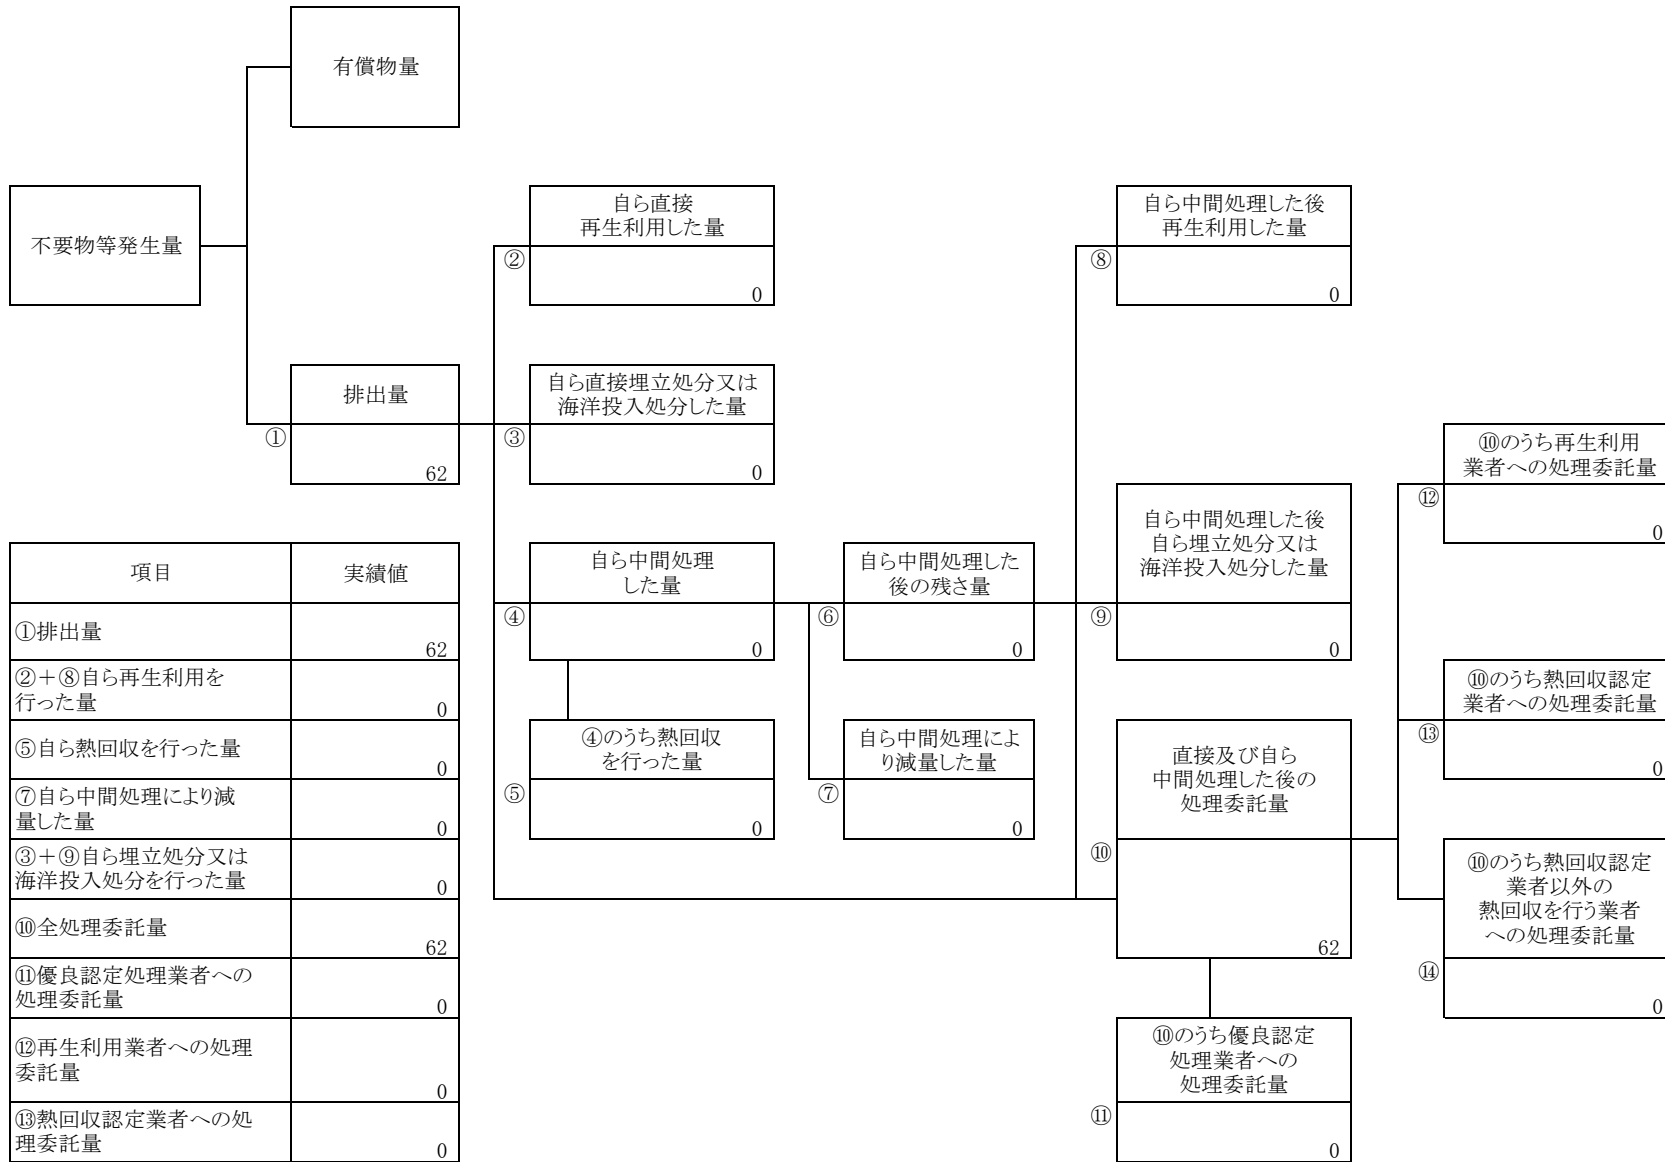 有償物量
不要物等発生量
自ら直接
再生利用した量
②
0
自ら中間処理した後
再生利用した量
⑧
0
排出量
①
62
自ら直接埋立処分又は
海洋投入処分した量
③
0
⑩のうち再生利用
業者への処理委託量
⑫
0
自ら中間処理した後
自ら埋立処分又は
海洋投入処分した量
⑨
0
自ら中間処理
した量
④
0
自ら中間処理した
後の残さ量
⑥
0
⑩のうち熱回収認定
業者への処理委託量
⑬
0
④のうち熱回収
を行った量
⑤
0
自ら中間処理によ
り減量した量
⑦
0
直接及び自ら
中間処理した後の
処理委託量
⑩
62
⑩のうち熱回収認定
業者以外の
熱回収を行う業者
への処理委託量
⑭
0
⑩のうち優良認定
処理業者への
処理委託量
⑪
0
項目 実績値
①排出量
62
②＋⑧自ら再生利用を
行った量
0
⑤自ら熱回収を行った量
0
⑦自ら中間処理により減
量した量
0
③＋⑨自ら埋立処分又は
海洋投入処分を行った量
0
⑩全処理委託量
62
⑪優良認定処理業者への
処理委託量
0
⑫再生利用業者への処理
委託量
0
⑬熱回収認定業者への処
理委託量
0